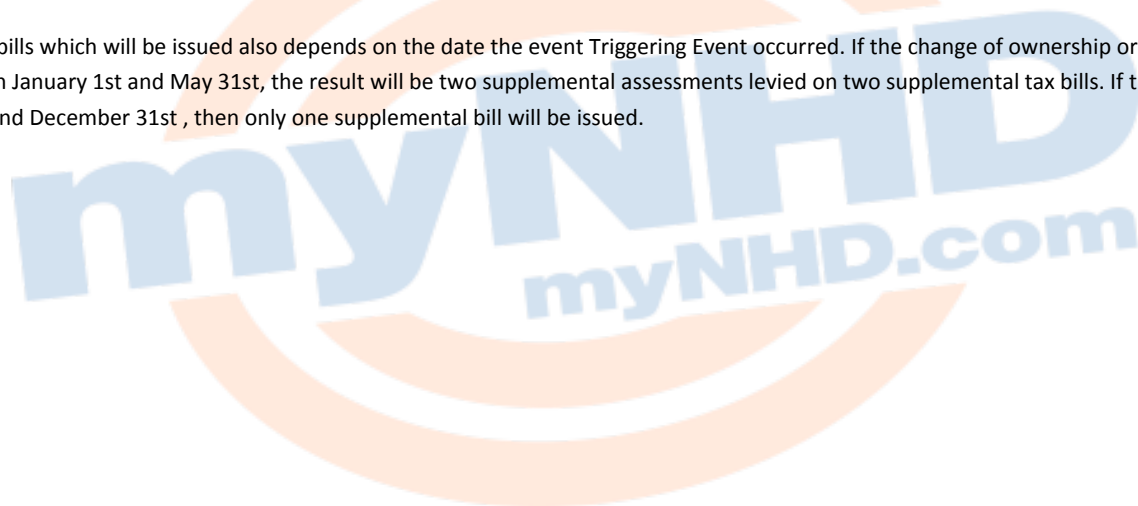 bills which will be issued also depends on the date the event Triggering Event occurred. If the change of ownership or
January 1st and May 31st, the result will be two supplemental assessments levied on two supplemental tax bills. If t
nd December 31st , then only one supplemental bill will be issued.
myNHD
myNHD.com